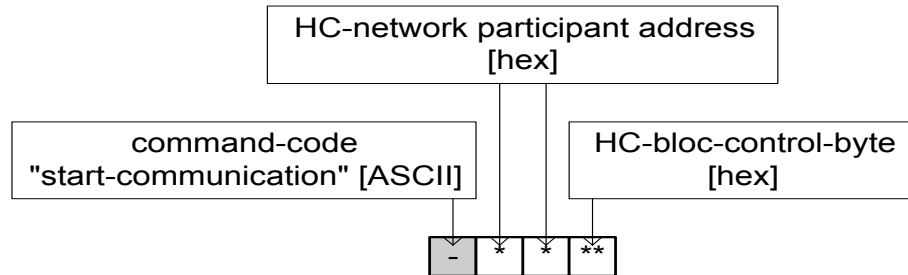 HC-network participant address
[hex]
command-code
"start-communication" [ASCII]
HC-bloc-control-byte
[hex]
- * * **